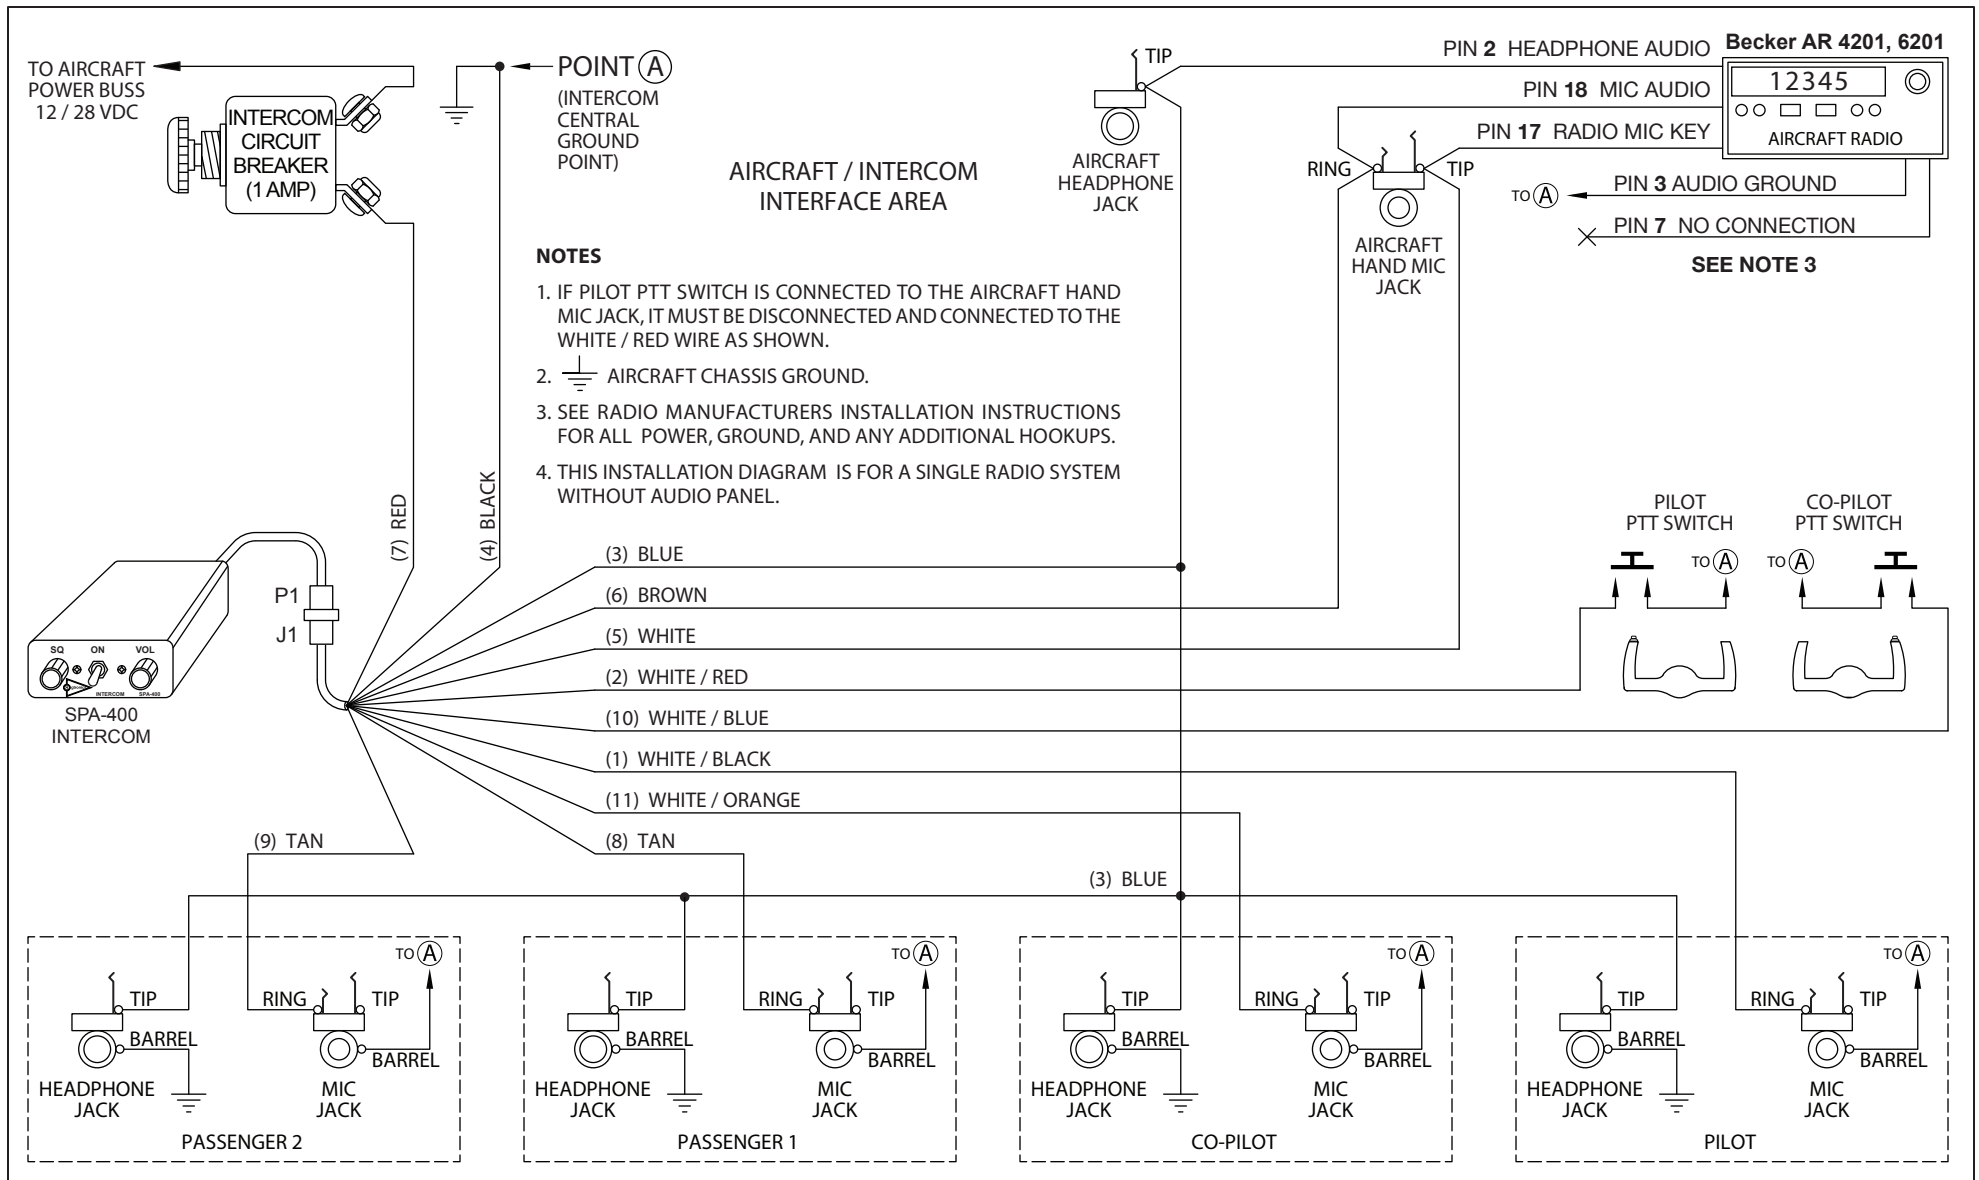 TO AIRCRAFT
POWER BUSS
12 / 28 VDC
INTERCOM
CIRCUIT
BREAKER
(1 AMP)
POINT A
(INTERCOM
CENTRAL
GROUND
POINT)
AIRCRAFT / INTERCOM
INTERFACE AREA
TIP
AIRCRAFT
HEADPHONE
JACK
PIN 2 HEADPHONE AUDIO
PIN 18 MIC AUDIO
PIN 17 RADIO MIC KEY
Becker AR 4201, 6201
12345
AIRCRAFT RADIO
RING
TIP
AIRCRAFT
HAND MIC
JACK
TO A
PIN 3 AUDIO GROUND
PIN 7 NO CONNECTION
SEE NOTE 3
NOTES
1. IF PILOT PTT SWITCH IS CONNECTED TO THE AIRCRAFT HAND
MIC JACK, IT MUST BE DISCONNECTED AND CONNECTED TO THE
WHITE / RED WIRE AS SHOWN.
2. AIRCRAFT CHASSIS GROUND.
3. SEE RADIO MANUFACTURERS INSTALLATION INSTRUCTIONS
FOR ALL POWER, GROUND, AND ANY ADDITIONAL HOOKUPS.
4. THIS INSTALLATION DIAGRAM IS FOR A SINGLE RADIO SYSTEM
WITHOUT AUDIO PANEL.
(7) RED
(4) BLACK
PILOT
PTT SWITCH
CO-PILOT
PTT SWITCH
TO A
TO A
P1
J1
SQ
ON
VOL
INTERCOM
SPA-400
SPA-400
INTERCOM
(3) BLUE
(6) BROWN
(5) WHITE
(2) WHITE / RED
(10) WHITE / BLUE
(1) WHITE / BLACK
(11) WHITE / ORANGE
(9) TAN
(8) TAN
(3) BLUE
TO A
TIP
RING
TIP
BARREL
BARREL
HEADPHONE
JACK
MIC
JACK
PASSENGER 2
TO A
TIP
RING
TIP
BARREL
BARREL
HEADPHONE
JACK
MIC
JACK
PASSENGER 1
TO A
TIP
RING
TIP
BARREL
BARREL
HEADPHONE
JACK
MIC
JACK
CO-PILOT
TO A
TIP
RING
TIP
BARREL
BARREL
HEADPHONE
JACK
MIC
JACK
PILOT